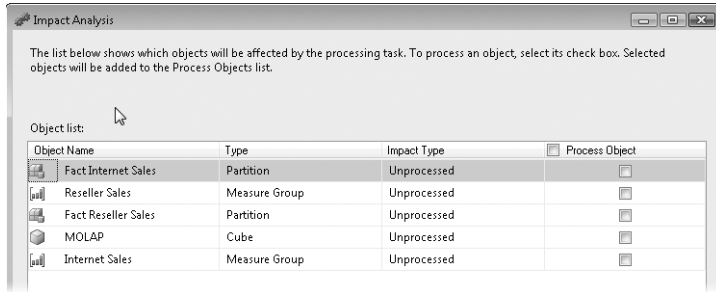 Impact Analysis
The list below shows which objects will be affected by the processing task. To process an object, select its check box. Selected
objects will be added to the Process Objects list.
Object list:
Object Name Type Impact Type Process Object
Fact Internet Sales Partition Unprocessed
Reseller Sales Measure Group Unprocessed
Fact Reseller Sales Partition Unprocessed
MOLAP Cube Unprocessed
Internet Sales Measure Group Unprocessed